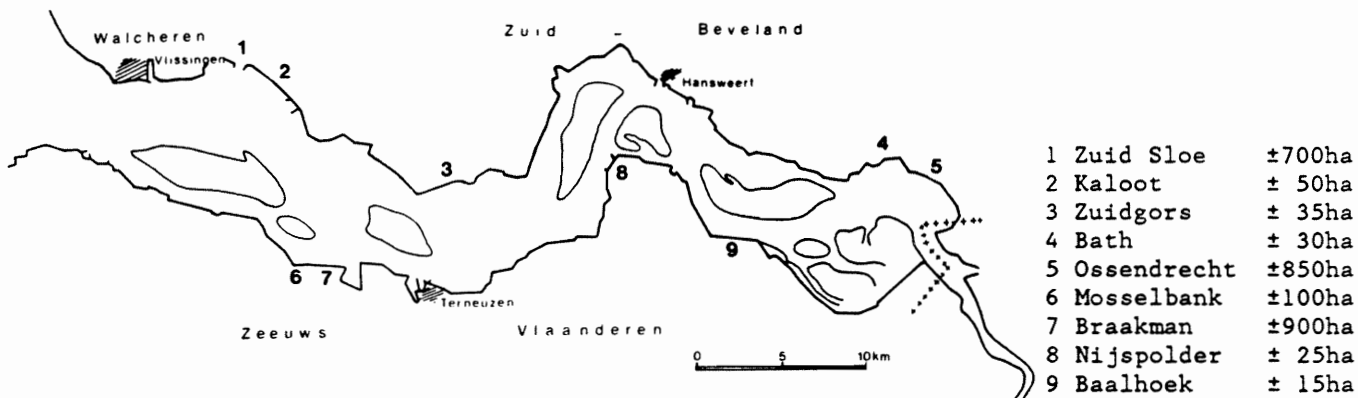 Walcheren
Vlissingen
1
2
Zuid
Beveland
Hansweert
3
4
5
8
9
6
7
Terneuzen
Zeeuws
Vlaanderen
0 5 10km
1 Zuid Sloe ±700ha
2 Kaloot ± 50ha
3 Zuidgors ± 35ha
4 Bath ± 30ha
5 Ossendrecht ±850ha
6 Mosselbank ±100ha
7 Braakman ±900ha
8 Nijspolder ± 25ha
9 Baalhoek ± 15ha